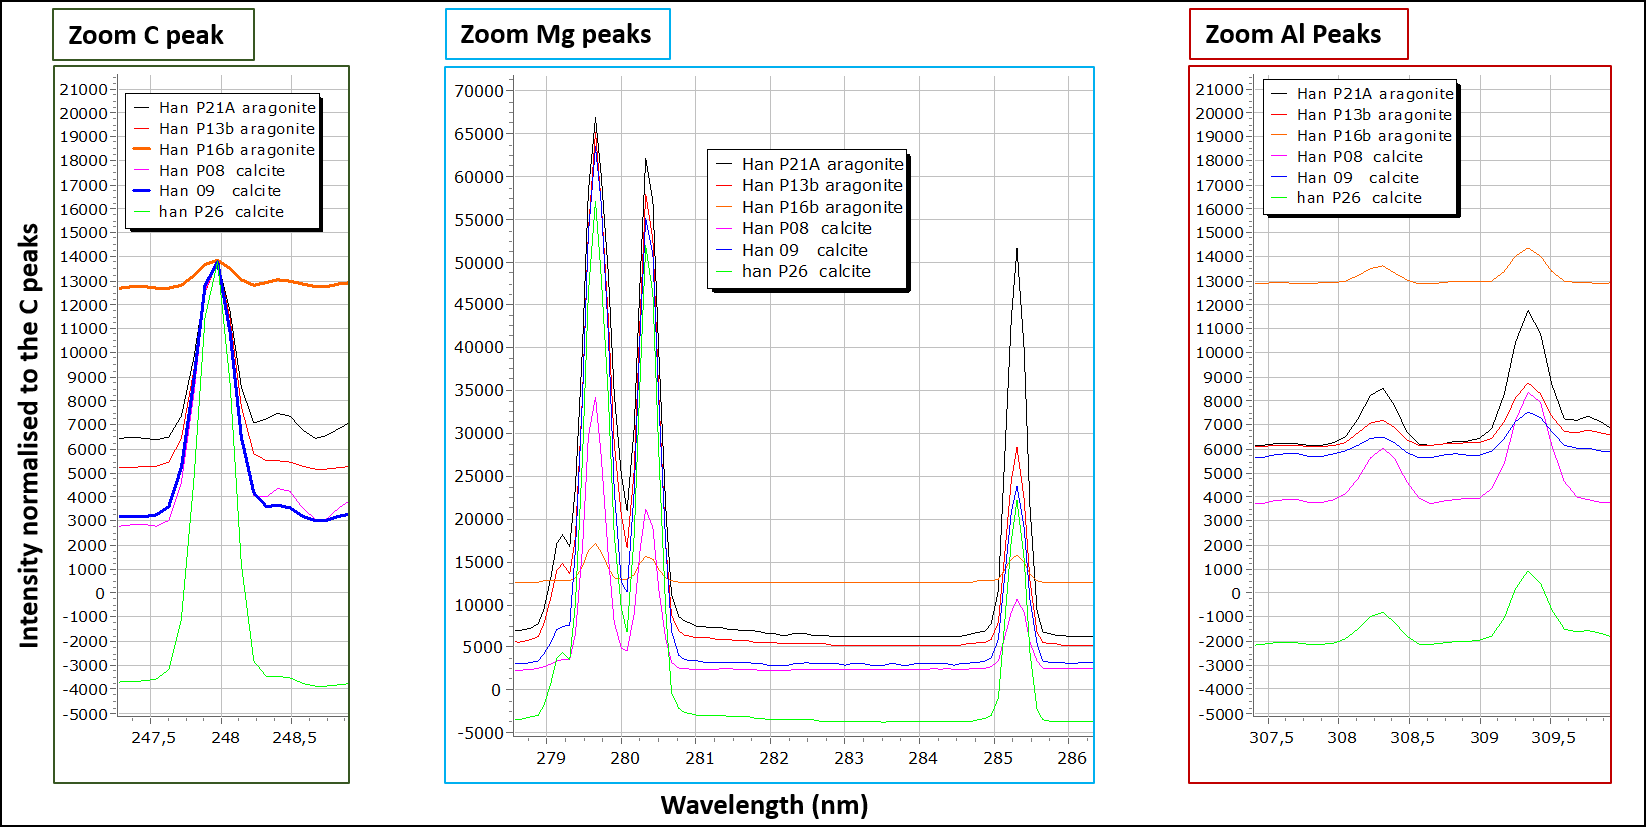 Zoom C peak
Zoom Mg peaks
Zoom Al Peaks
Intensity normalised to the C peaks
21000
20000
19000
18000
17000
16000
15000
14000
13000
12000
11000
10000
9000
8000
7000
6000
5000
4000
3000
2000
1000
0
-1000
-2000
-3000
-4000
-5000
Han P21A aragonite
Han P13b aragonite
Han P16b aragonite
Han P08 calcite
Han 09 calcite
han P26 calcite
247,5 248 248,5
70000
65000
60000
55000
50000
45000
40000
35000
30000
25000
20000
15000
10000
5000
0
-5000
Han P21A aragonite
Han P13b aragonite
Han P16b aragonite
Han P08 calcite
Han 09 calcite
han P26 calcite
279 280 281 282 283 284 285 286
21000
20000
19000
18000
17000
16000
15000
14000
13000
12000
11000
10000
9000
8000
7000
6000
5000
4000
3000
2000
1000
0
-1000
-2000
-3000
-4000
-5000
Han P21A aragonite
Han P13b aragonite
Han P16b aragonite
Han P08 calcite
Han 09 calcite
han P26 calcite
307,5 308 308,5 309 309,5
Wavelength (nm)